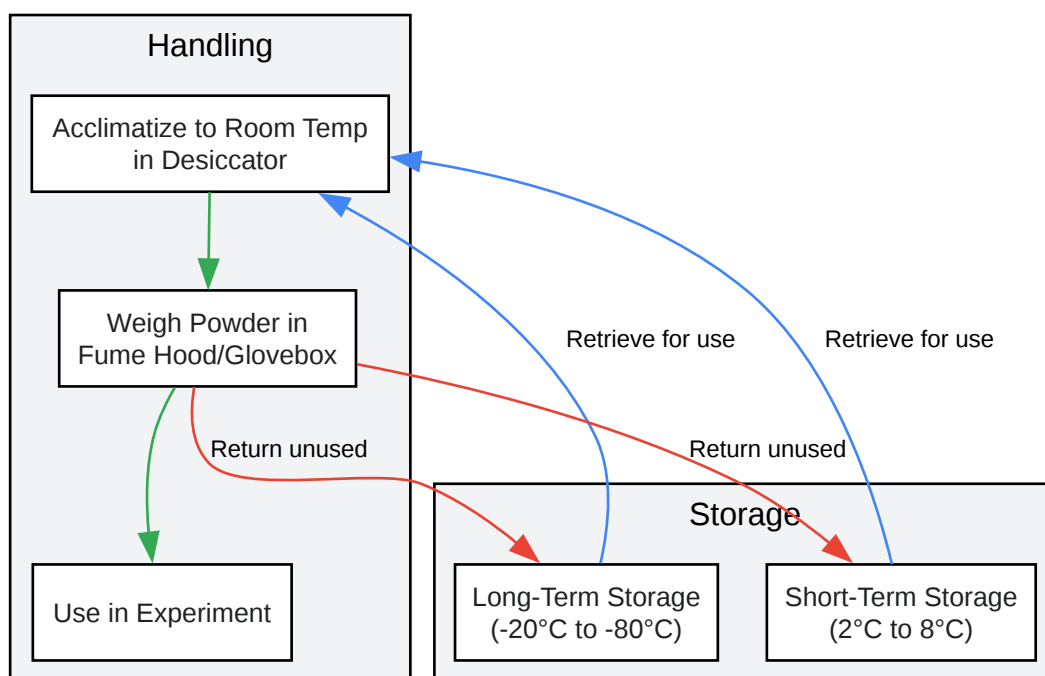 Handling
Acclimatize to Room Temp
in Desiccator
Weigh Powder in
Fume Hood/Glovebox
Retrieve for use
Retrieve for use
Return unused
Return unused
Storage
Use in Experiment
Long-Term Storage
(-20°C to -80°C)
Short-Term Storage
(2°C to 8°C)